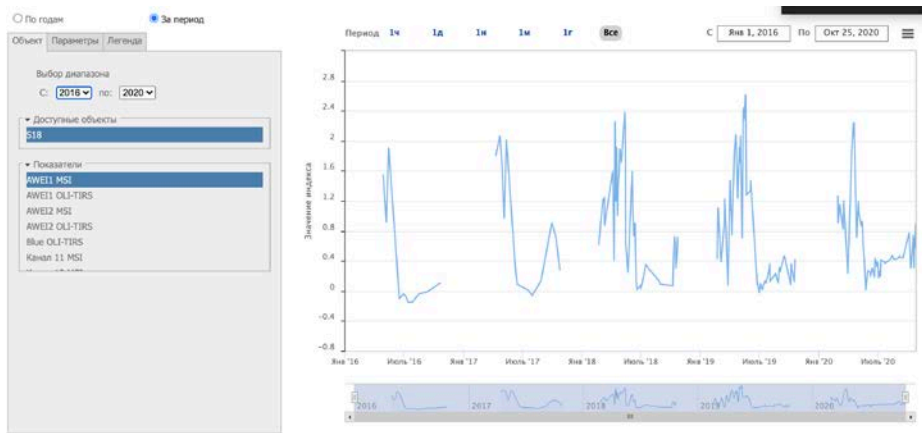 По годам За период
Объект Параметры Легенда
Выбор диапазона
С: 2016 по: 2020
Доступные объекты
S18
Показатели
AWEI1 MSI
AWEI1 OLI-TIRS
AWEI2 MSI
AWEI2 OLI-TIRS
Blue OLI-TIRS
Канал 11 MSI
Период 1ч 1д 1н 1м 1г Все С Янв 1, 2016 По Окт 25, 2020
Значение индекса
2.8
2.4
2
1.6
1.2
0.8
0.4
0
-0.4
-0.8
Янв '16 Июль '16 Янв '17 Июль '17 Янв '18 Июль '18 Янв '19 Июль '19 Янв '20 Июль '20
2016 2017 2018 2019 2020